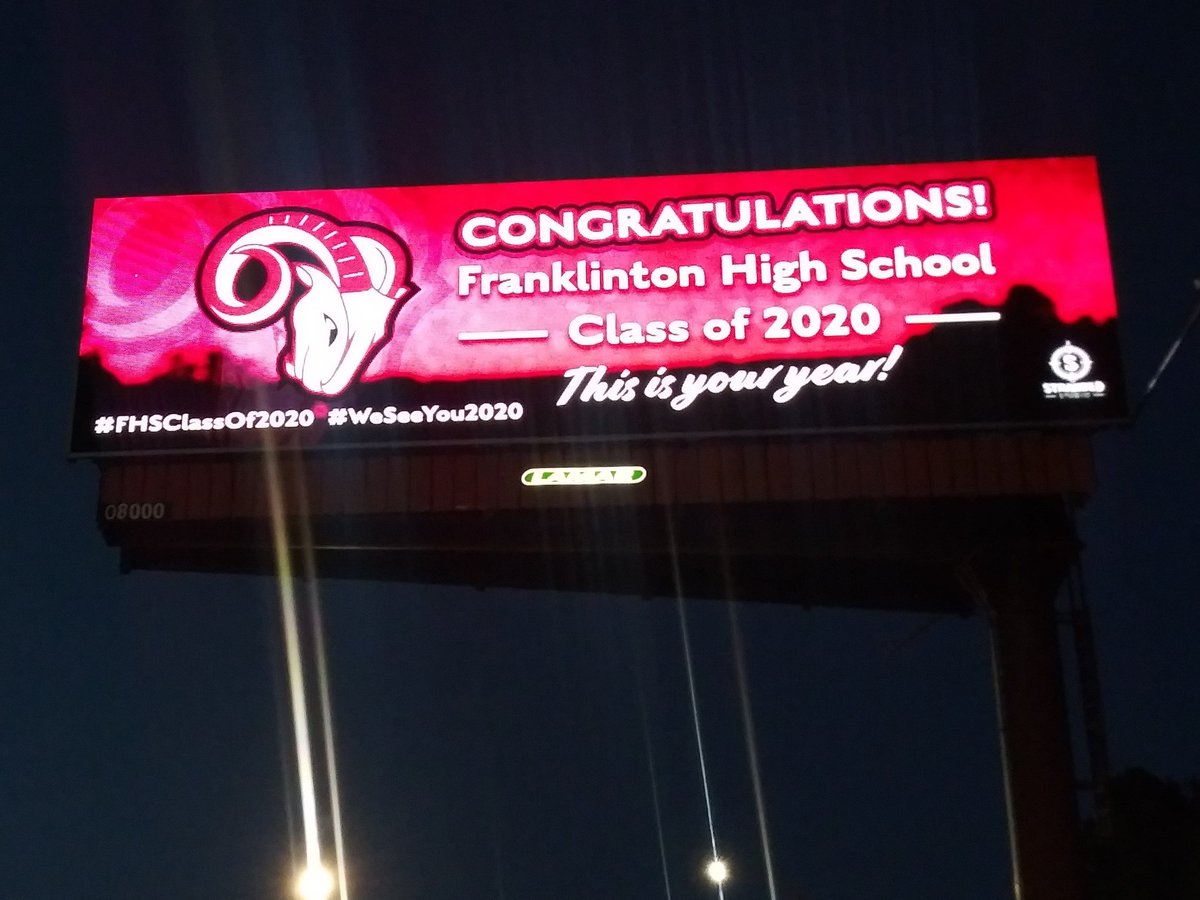 CONGRATULATIONS!
Franklinton High School
Class of 2020
This is your year!
#FHSClassOf2020 #WeSeeYou2020
LAMAR
08000